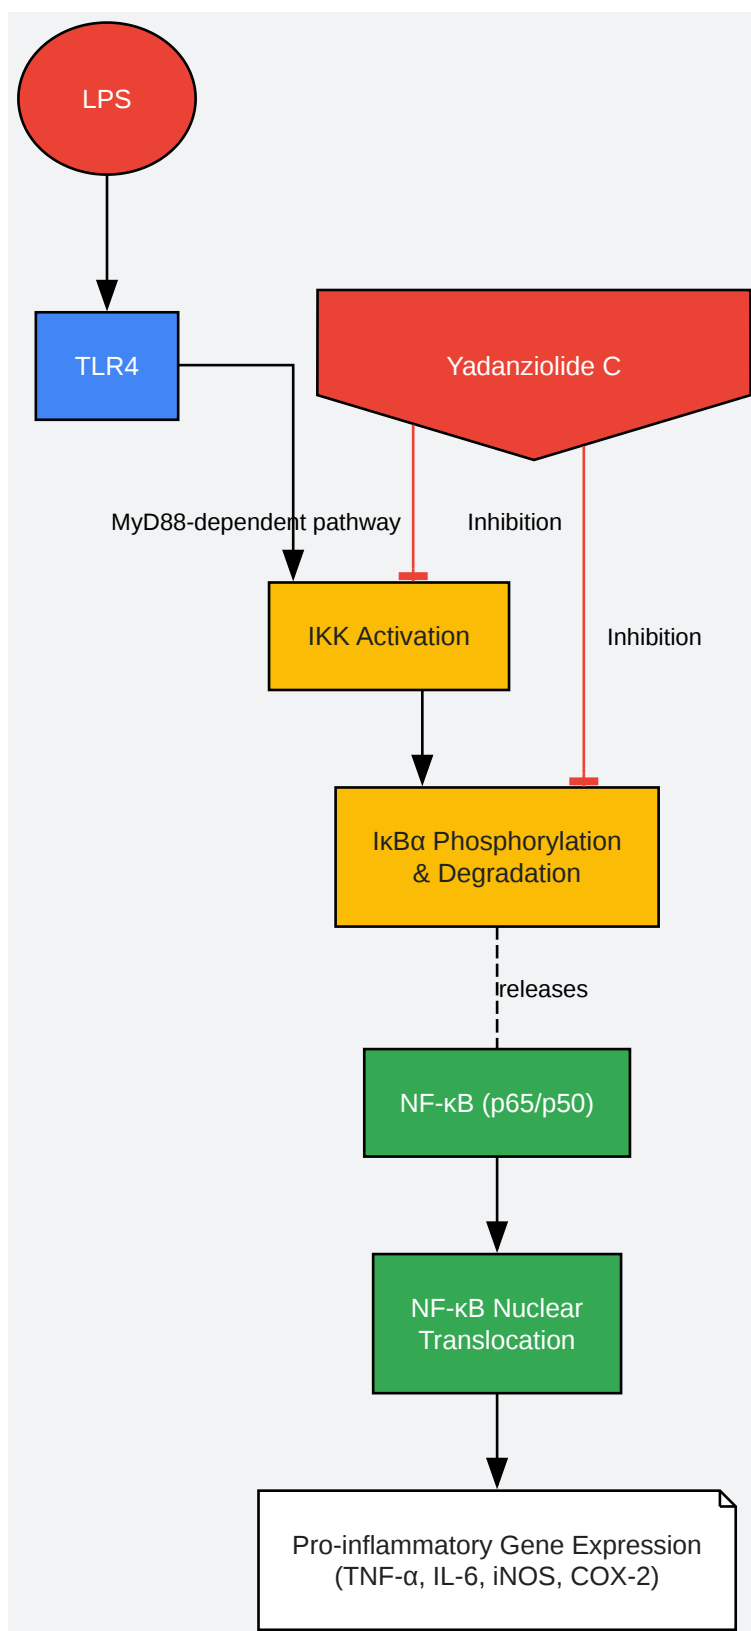 LPS
TLR4
Yadanziolide C
MyD88-dependent pathway
Inhibition
IKK Activation
Inhibition
IκBα Phosphorylation
& Degradation
releases
NF-κB (p65/p50)
NF-κB Nuclear
Translocation
Pro-inflammatory Gene Expression
(TNF-α, IL-6, iNOS, COX-2)